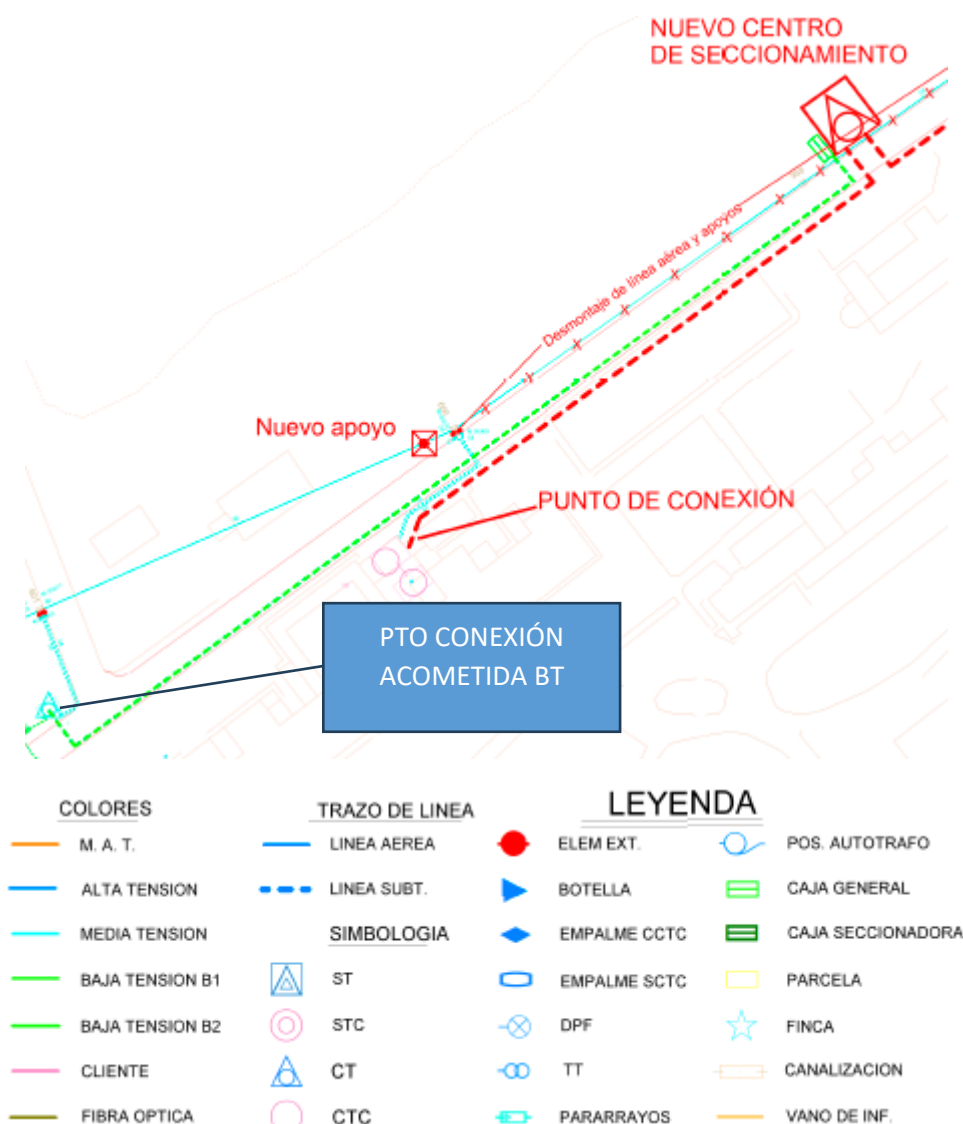 NUEVO CENTRO
DE SECCIONAMIENTO
Desmontaje de línea aérea y apoyos
Nuevo apoyo
PUNTO DE CONEXIÓN
PTO CONEXIÓN
ACOMETIDA BT
LEYENDA
COLORES
M. A. T.
ALTA TENSION
MEDIA TENSION
BAJA TENSION B1
BAJA TENSION B2
CLIENTE
FIBRA OPTICA
TRAZO DE LINEA
LINEA AEREA
LINEA SUBT.
SIMBOLOGIA
ST
STC
CT
CTC
ELEM EXT.
BOTELLA
EMPALME CCTC
EMPALME SCTC
DPF
TT
PARARRAYOS
POS. AUTOTRAFO
CAJA GENERAL
CAJA SECCIONADORA
PARCELA
FINCA
CANALIZACION
VANO DE INF.